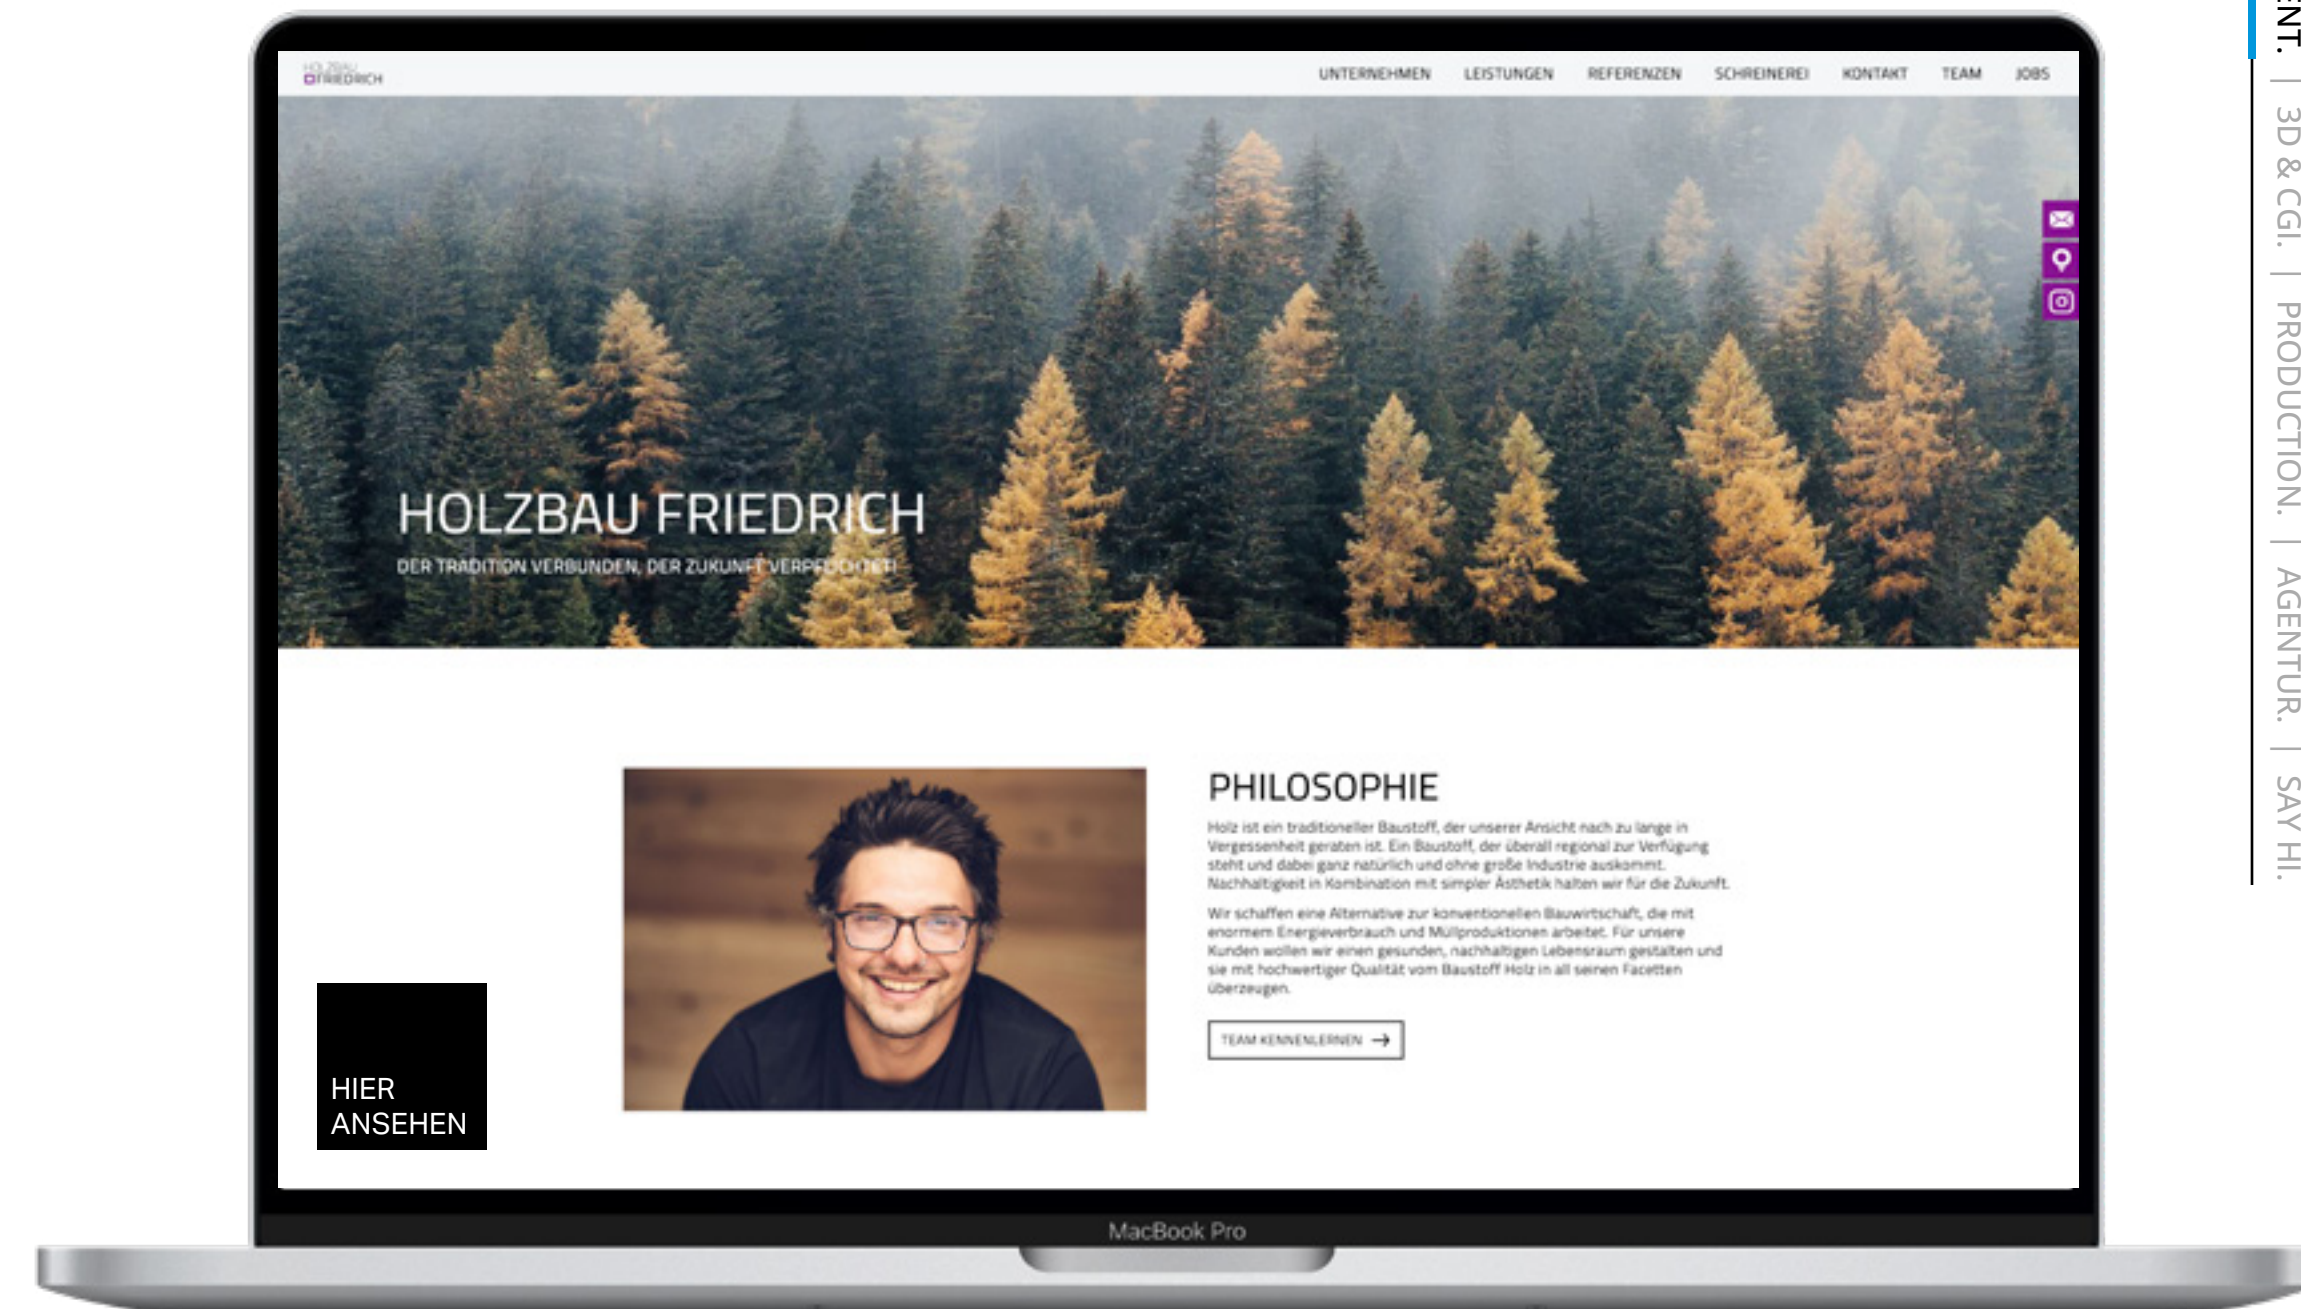 HOLZBAU
FRIEDRICH
UNTERNEHMEN
LEISTUNGEN
REFERENZEN
SCHREINEREI
KONTAKT
TEAM
JOBS
HOLZBAU FRIEDRICH
DER TRADITION VERBUNDEN, DER ZUKUNFT VERPFLICHTET!
PHILOSOPHIE
Holz ist ein traditioneller Baustoff, der unserer Ansicht nach zu lange in
Vergessenheit geraten ist. Ein Baustoff, der überall regional zur Verfügung
steht und dabei ganz natürlich und ohne große Industrie auskommt.
Nachhaltigkeit in Kombination mit simpler Ästhetik halten wir für die Zukunft.
Wir schaffen eine Alternative zur konventionellen Bauwirtschaft, die mit
enormem Energieverbrauch und Müllproduktionen arbeitet. Für unsere
Kunden wollen wir einen gesunden, nachhaltigen Lebensraum gestalten und
sie mit hochwertiger Qualität vom Baustoff Holz in all seinen Facetten
überzeugen.
TEAM KENNENLERNEN →
HIER
ANSEHEN
MacBook Pro
| 3D & CGI. | PRODUCTION. | AGENTUR. | SAY HI.